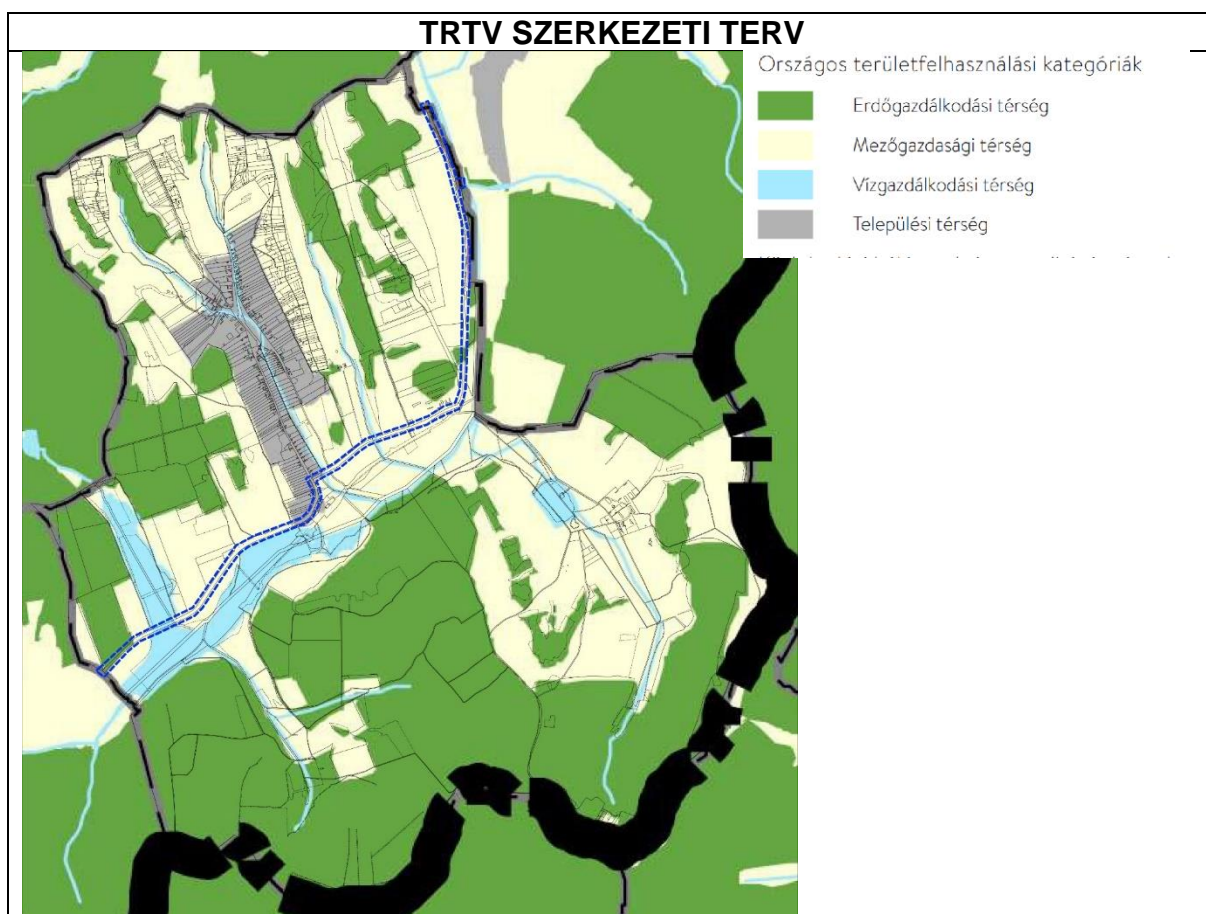 TRTV SZERKEZETI TERV
Országos területfelhasználási kategóriák
Erdőgazdálkodási térség
Mezőgazdasági térség
Vízgazdálkodási térség
Települési térség